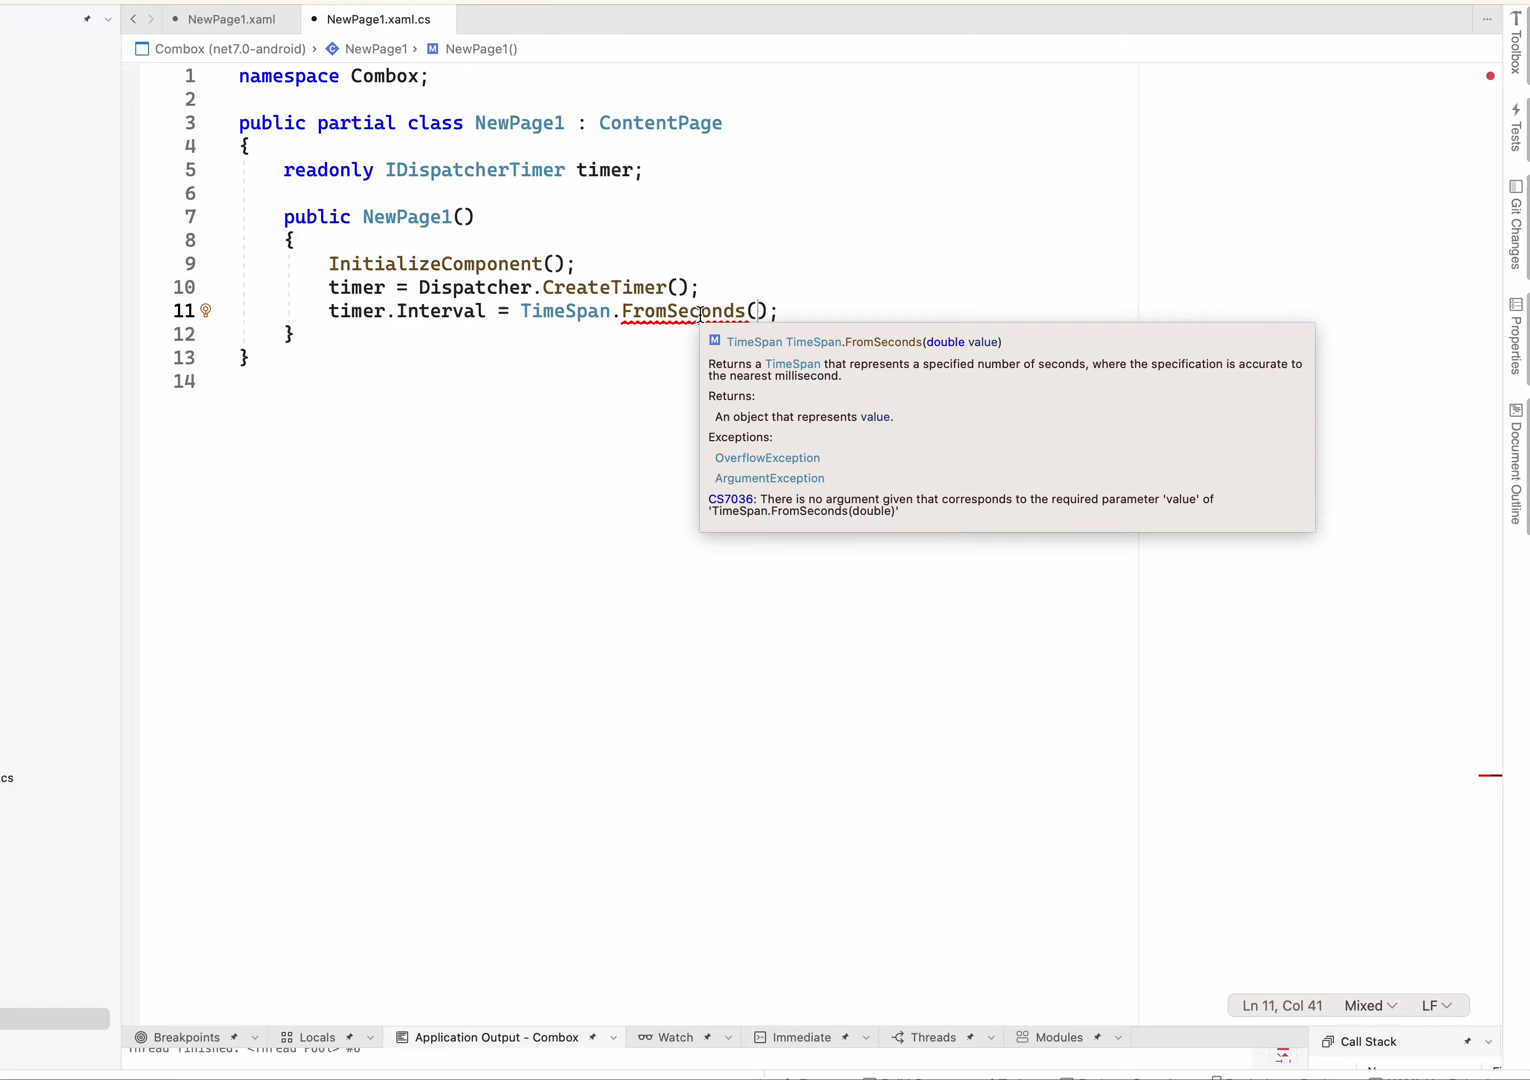 NewPage1.xaml
NewPage1.xaml.cs
Combox (net7.0-android) › NewPage1 › NewPage1()
1 namespace Combox;
2
3 public partial class NewPage1 : ContentPage
4 {
5 readonly IDispatcherTimer timer;
6
7 public NewPage1()
8 {
9 InitializeComponent();
10 timer = Dispatcher.CreateTimer();
11 timer.Interval = TimeSpan.FromSeconds();
12 }
13 }
14
TimeSpan TimeSpan.FromSeconds(double value)
Returns a TimeSpan that represents a specified number of seconds, where the specification is accurate to
the nearest millisecond.
Returns:
An object that represents value.
Exceptions:
OverflowException
ArgumentException
CS7036: There is no argument given that corresponds to the required parameter 'value' of
'TimeSpan.FromSeconds(double)'
Toolbox
Tests
Git Changes
Properties
Document Outline
cs
Ln 11, Col 41 Mixed LF
Breakpoints
Locals
Application Output - Combox
Watch
Immediate
Threads
Modules
Call Stack
Thread finished: <Thread Pool> #6